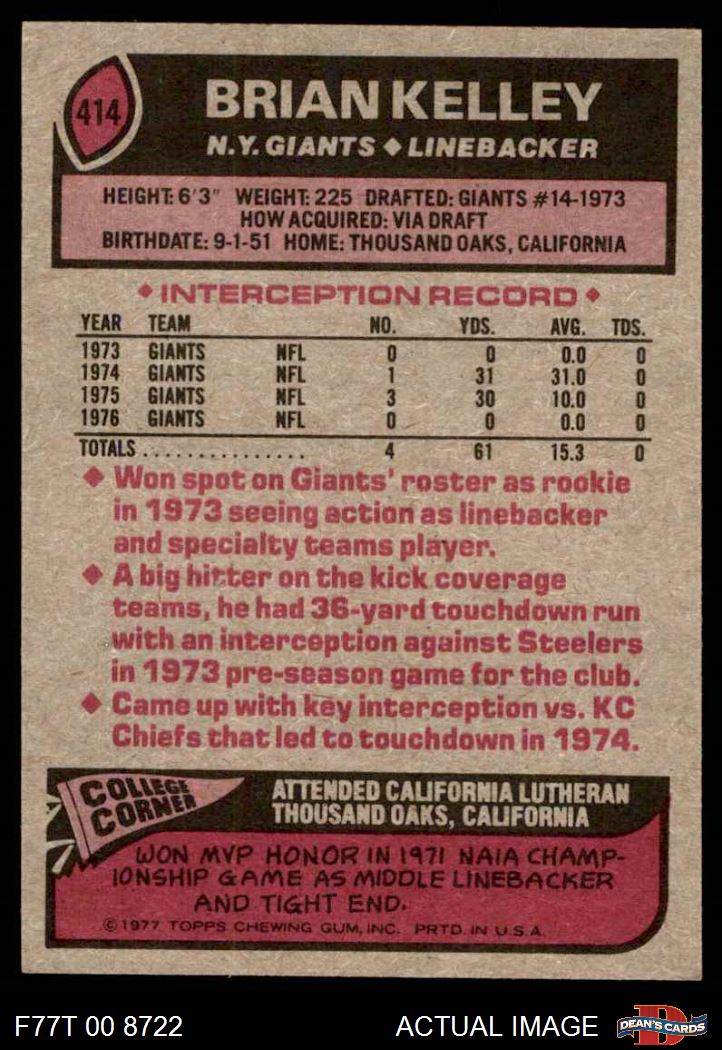 414
BRIAN KELLEY
N.Y. GIANTS ◆ LINEBACKER
HEIGHT: 6'3" WEIGHT: 225 DRAFTED: GIANTS #14-1973
HOW ACQUIRED: VIA DRAFT
BIRTHDATE: 9-1-51 HOME: THOUSAND OAKS, CALIFORNIA
◆ INTERCEPTION RECORD ◆
YEAR TEAM NO. YDS. AVG. TDS.
1973 GIANTS NFL 0 0 0.0 0
1974 GIANTS NFL 1 31 31.0 0
1975 GIANTS NFL 3 30 10.0 0
1976 GIANTS NFL 0 0 0.0 0
TOTALS............... 4 61 15.3 0
◆ Won spot on Giants' roster as rookie
in 1973 seeing action as linebacker
and specialty teams player.
◆ A big hitter on the kick coverage
teams, he had 36-yard touchdown run
with an interception against Steelers
in 1973 pre-season game for the club.
◆ Came up with key interception vs. KC
Chiefs that led to touchdown in 1974.
COLLEGE
CORNER
ATTENDED CALIFORNIA LUTHERAN
THOUSAND OAKS, CALIFORNIA
WON MVP HONOR IN 1971 NAIA CHAMP-
IONSHIP GAME AS MIDDLE LINEBACKER
AND TIGHT END.
©1977 TOPPS CHEWING GUM, INC. PRTD. IN U.S.A.
F77T 00 8722
ACTUAL IMAGE
D
DEAN'S CARDS